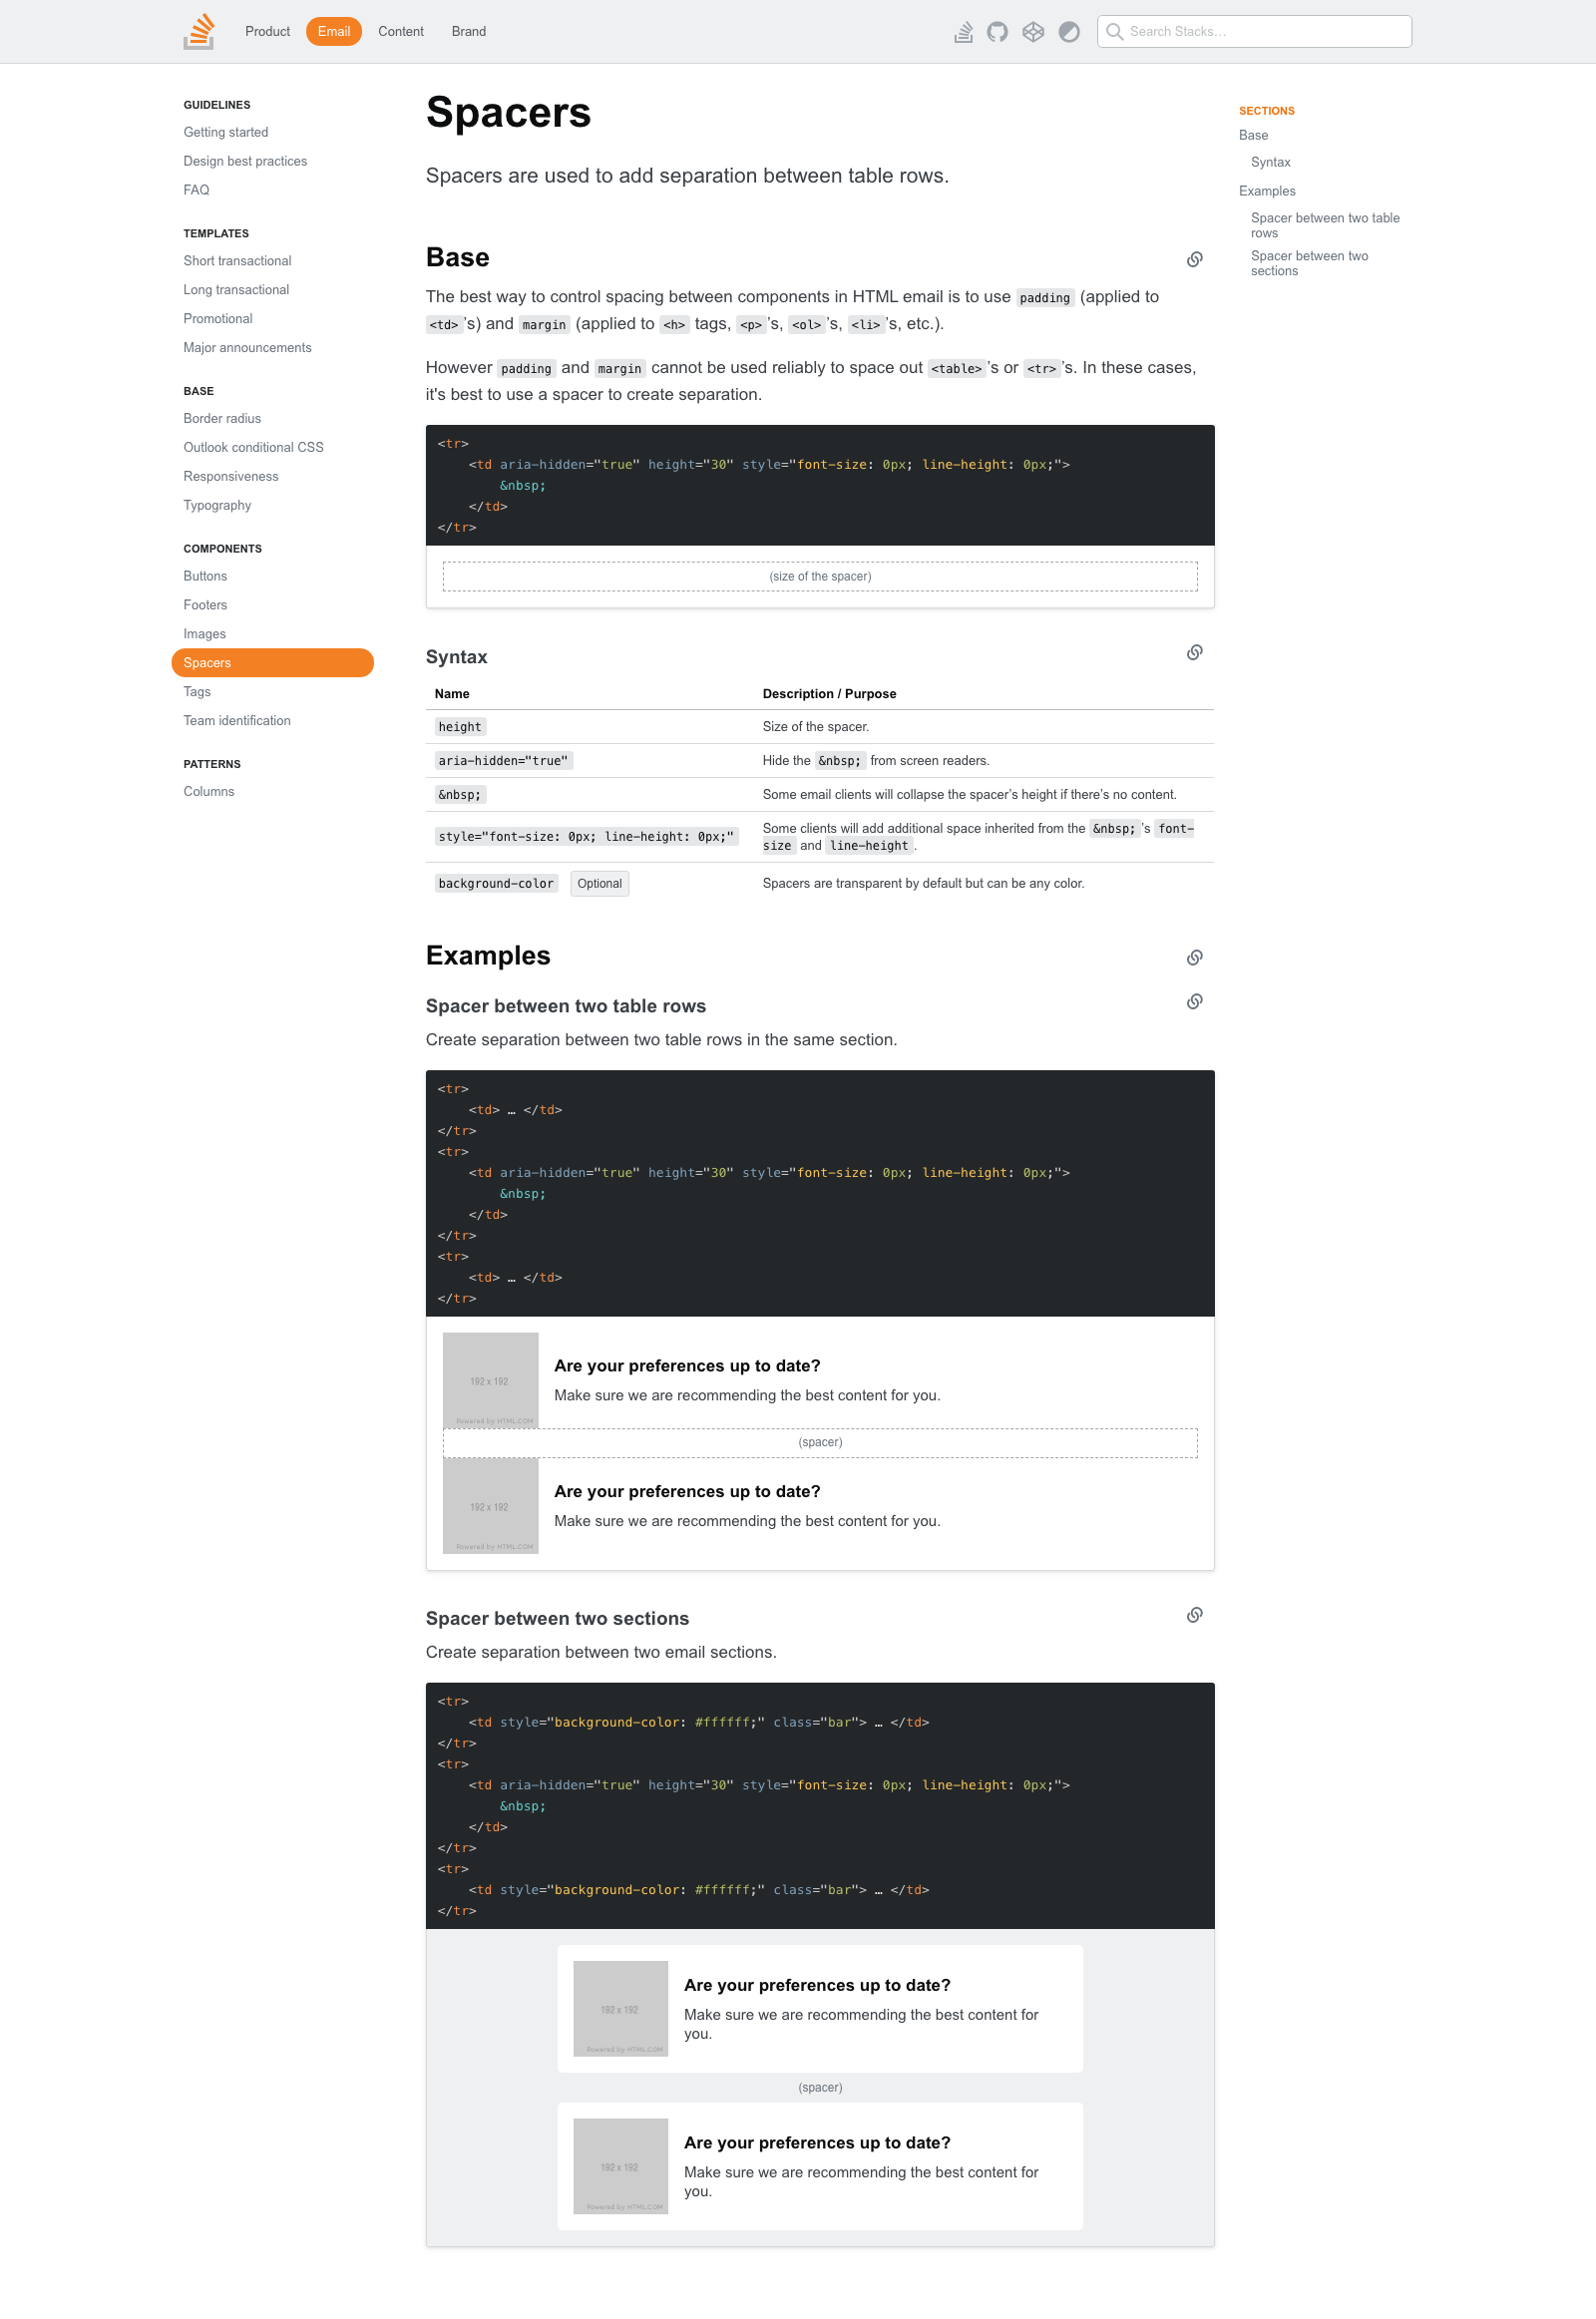 Product
Email
Content
Brand
Search Stacks…
GUIDELINES
Getting started
Design best practices
FAQ
TEMPLATES
Short transactional
Long transactional
Promotional
Major announcements
BASE
Border radius
Outlook conditional CSS
Responsiveness
Typography
COMPONENTS
Buttons
Footers
Images
Spacers
Tags
Team identification
PATTERNS
Columns
Spacers
Spacers are used to add separation between table rows.
Base
The best way to control spacing between components in HTML email is to use padding (applied to
<td>’s) and margin (applied to <h> tags, <p>’s, <ol>’s, <li>’s, etc.).
However padding and margin cannot be used reliably to space out <table>’s or <tr>’s. In these cases,
it's best to use a spacer to create separation.
<tr>
<td aria-hidden="true" height="30" style="font-size: 0px; line-height: 0px;">
&nbsp;
</td>
</tr>
(size of the spacer)
Syntax
Name Description / Purpose
height Size of the spacer.
aria-hidden="true" Hide the &nbsp; from screen readers.
&nbsp; Some email clients will collapse the spacer’s height if there’s no content.
style="font-size: 0px; line-height: 0px;" Some clients will add additional space inherited from the &nbsp;’s font-
size and line-height.
background-color Optional Spacers are transparent by default but can be any color.
Examples
Spacer between two table rows
Create separation between two table rows in the same section.
<tr>
<td> … </td>
</tr>
<tr>
<td aria-hidden="true" height="30" style="font-size: 0px; line-height: 0px;">
&nbsp;
</td>
</tr>
<tr>
<td> … </td>
</tr>
192 x 192
Powered by HTML.COM
Are your preferences up to date?
Make sure we are recommending the best content for you.
(spacer)
192 x 192
Powered by HTML.COM
Are your preferences up to date?
Make sure we are recommending the best content for you.
Spacer between two sections
Create separation between two email sections.
<tr>
<td style="background-color: #ffffff;" class="bar"> … </td>
</tr>
<tr>
<td aria-hidden="true" height="30" style="font-size: 0px; line-height: 0px;">
&nbsp;
</td>
</tr>
<tr>
<td style="background-color: #ffffff;" class="bar"> … </td>
</tr>
192 x 192
Powered by HTML.COM
Are your preferences up to date?
Make sure we are recommending the best content for
you.
(spacer)
192 x 192
Powered by HTML.COM
Are your preferences up to date?
Make sure we are recommending the best content for
you.
SECTIONS
Base
Syntax
Examples
Spacer between two table
rows
Spacer between two
sections